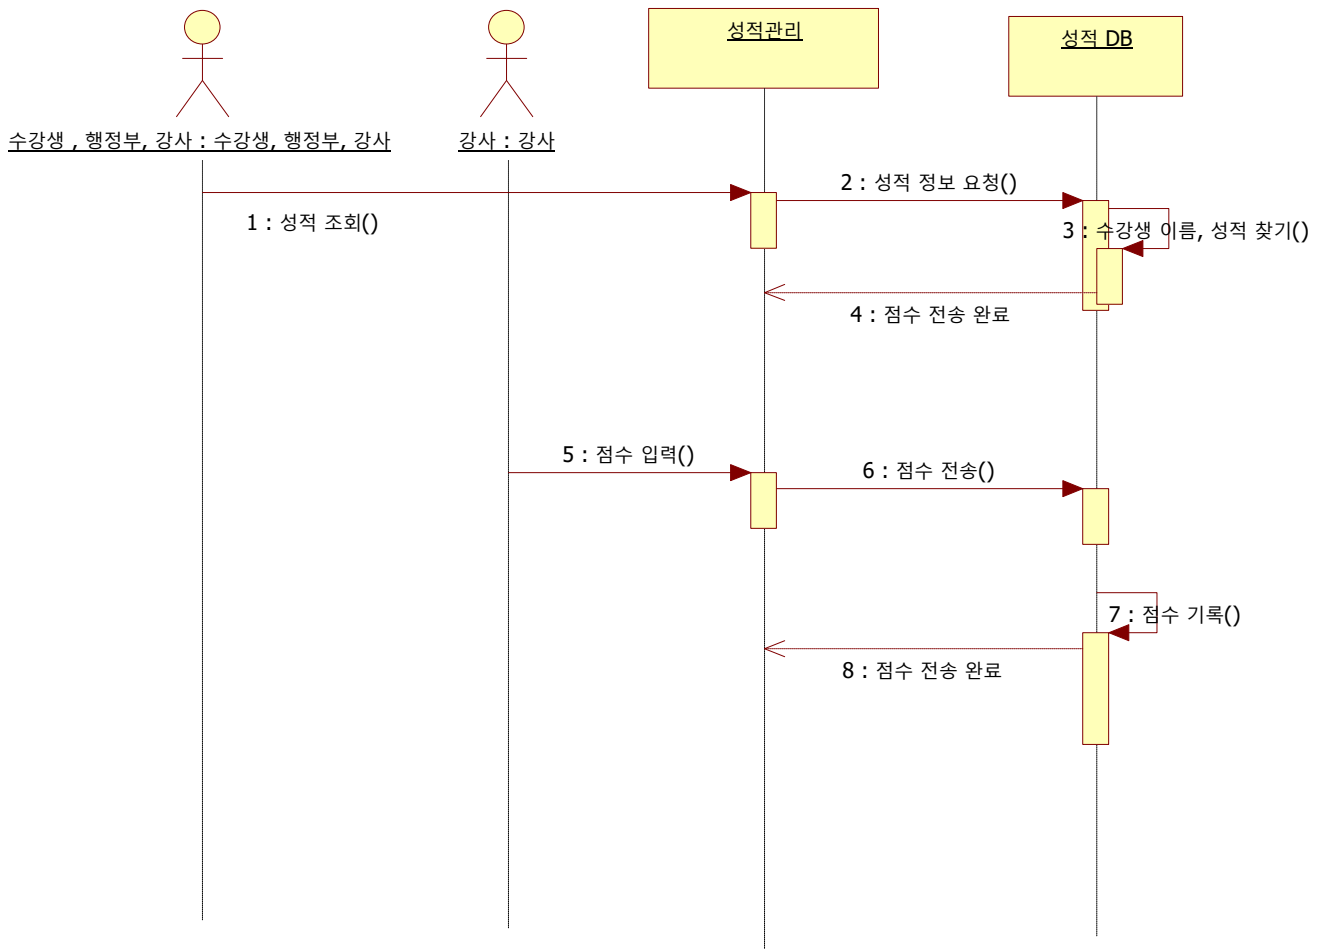 성적관리
성적 DB
수강생 , 행정부, 강사 : 수강생, 행정부, 강사
강사 : 강사
2 : 성적 정보 요청()
1 : 성적 조회()
3 : 수강생 이름, 성적 찾기()
4 : 점수 전송 완료
5 : 점수 입력()
6 : 점수 전송()
7 : 점수 기록()
8 : 점수 전송 완료